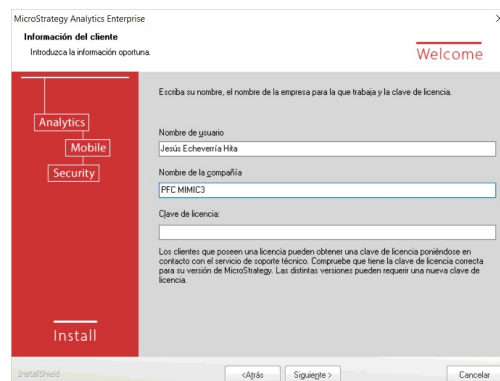 MicroStrategy Analytics Enterprise
Información del cliente
Introduzca la información oportuna.
Welcome
Escriba su nombre, el nombre de la empresa para la que trabaja y la clave de licencia.
Analytics
Mobile
Security
Nombre de usuario
Jesús Echeverría Hita
Nombre de la compañía
PFC MIMIC3
Clave de licencia:
Los clientes que poseen una licencia pueden obtener una clave de licencia poniéndose en
contacto con el servicio de soporte técnico. Compruebe que tiene la clave de licencia correcta
para su versión de MicroStrategy. Las distintas versiones pueden requerir una nueva clave de
licencia.
Install
InstallShield
<Atrás
Siguiente >
Cancelar